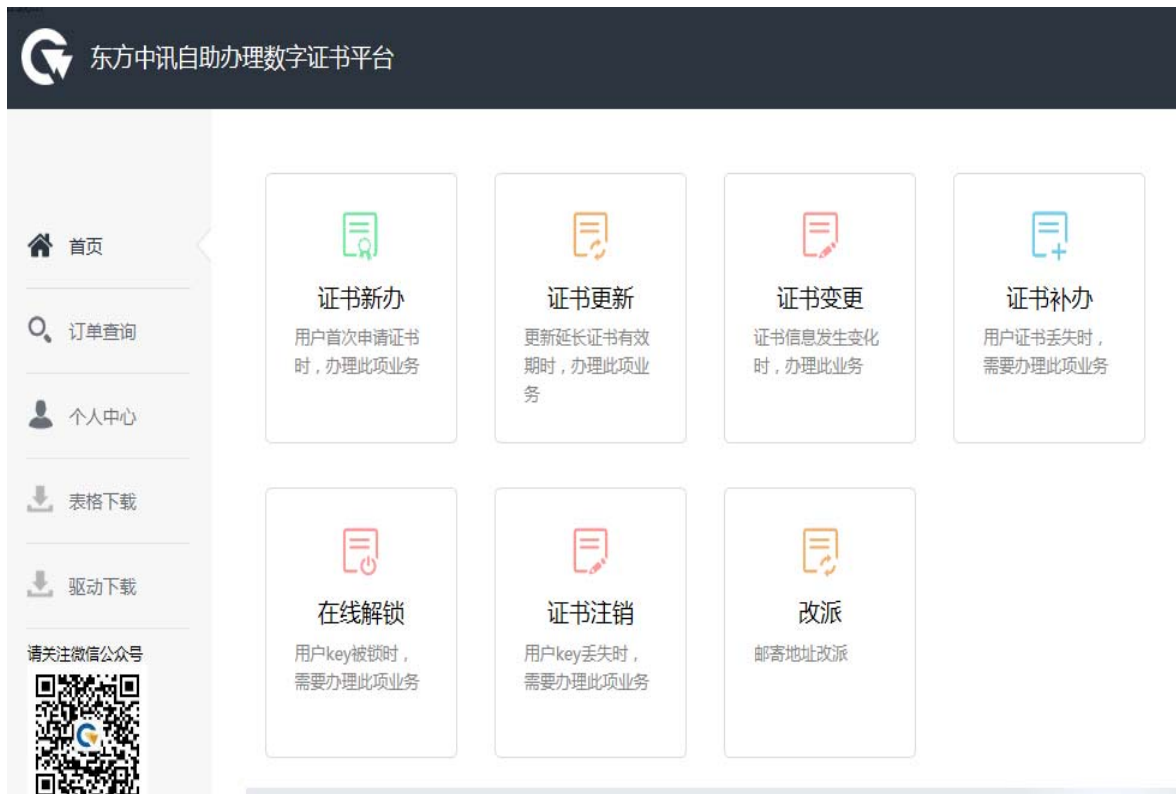 东方中讯自助办理数字证书平台
首页
订单查询
个人中心
表格下载
驱动下载
请关注微信公众号
证书新办
用户首次申请证书
时，办理此项业务
证书更新
更新延长证书有效
期时，办理此项业
务
证书变更
证书信息发生变化
时，办理此业务
证书补办
用户证书丢失时，
需要办理此项业务
在线解锁
用户key被锁时，
需要办理此项业务
证书注销
用户key丢失时，
需要办理此项业务
改派
邮寄地址改派